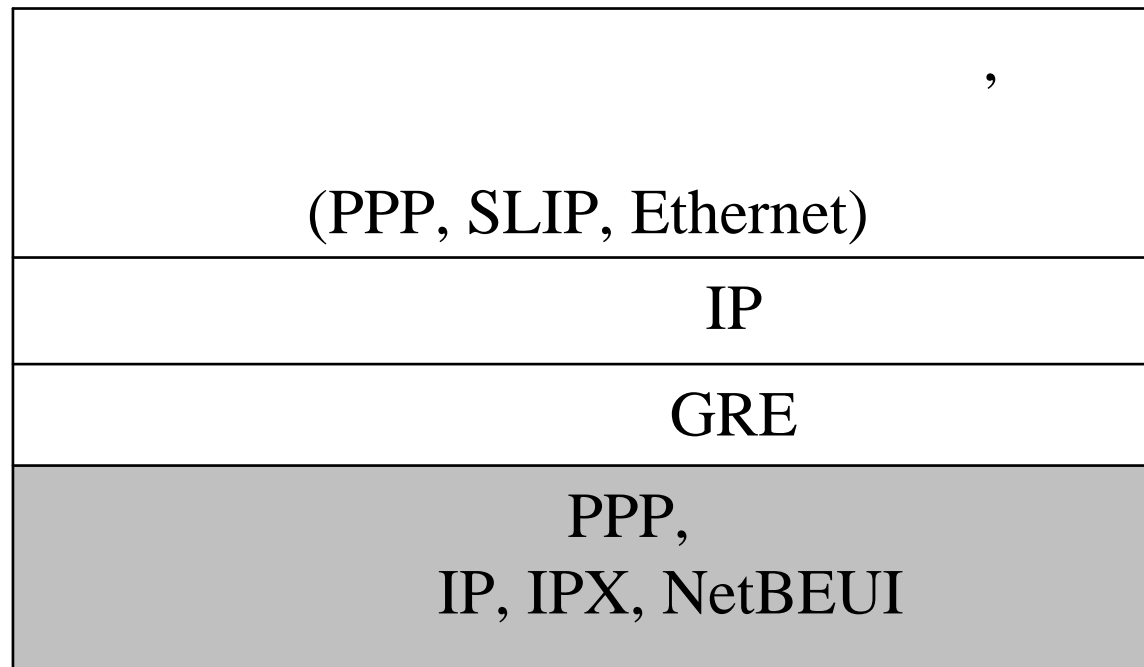 ,
(PPP, SLIP, Ethernet)
IP
GRE
PPP,
IP, IPX, NetBEUI